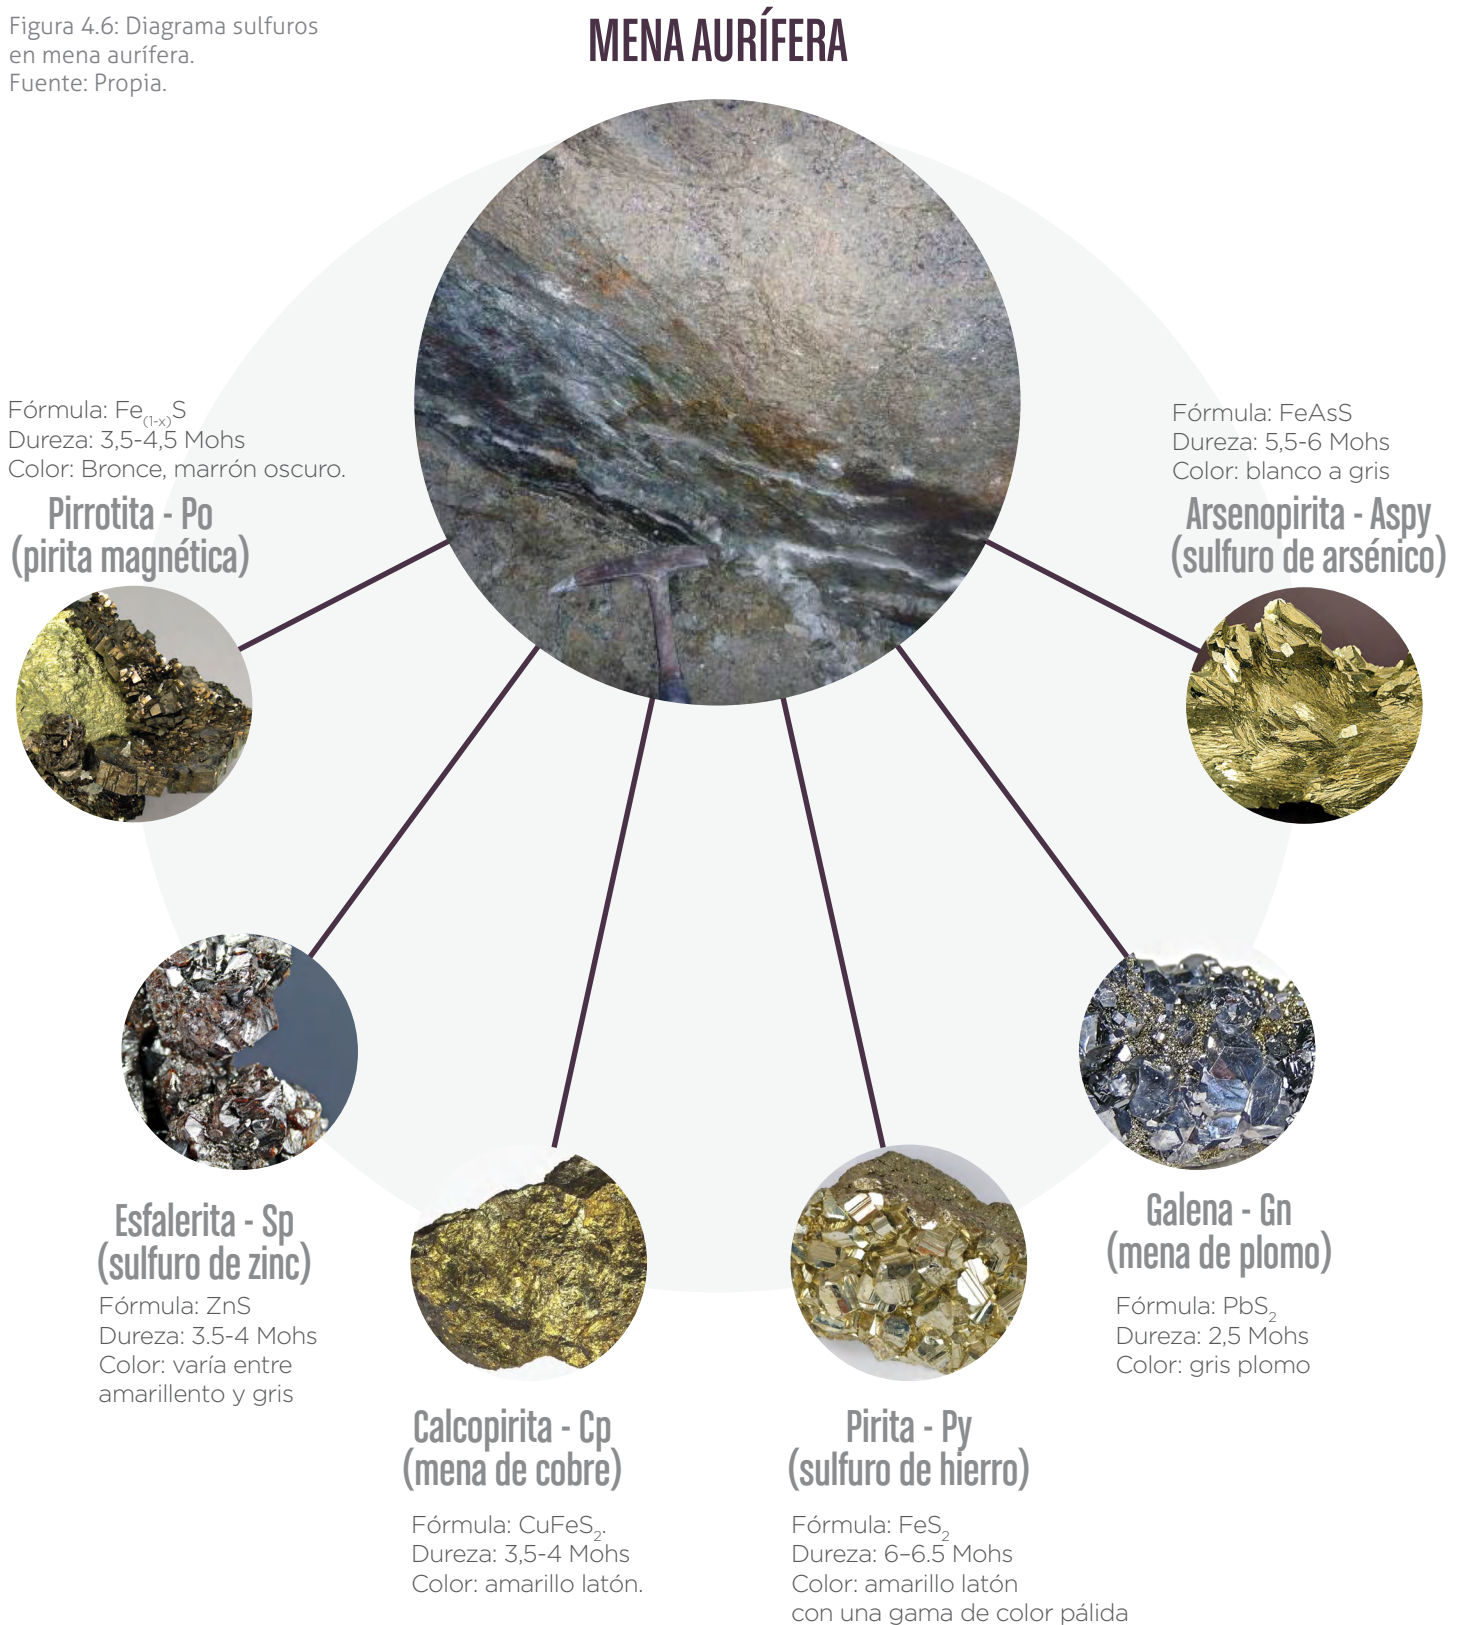 Figura 4.6: Diagrama sulfuros
en mena aurífera.
Fuente: Propia.
MENA AURÍFERA
Fórmula: Fe(1-x)S
Dureza: 3,5-4,5 Mohs
Color: Bronce, marrón oscuro.
Pirrotita - Po
(pirita magnética)
Fórmula: FeAsS
Dureza: 5,5-6 Mohs
Color: blanco a gris
Arsenopirita - Aspy
(sulfuro de arsénico)
Esfalerita - Sp
(sulfuro de zinc)
Fórmula: ZnS
Dureza: 3.5-4 Mohs
Color: varía entre
amarillento y gris
Galena - Gn
(mena de plomo)
Fórmula: PbS₂
Dureza: 2,5 Mohs
Color: gris plomo
Calcopirita - Cp
(mena de cobre)
Fórmula: CuFeS₂.
Dureza: 3,5-4 Mohs
Color: amarillo latón.
Pirita - Py
(sulfuro de hierro)
Fórmula: FeS₂
Dureza: 6–6.5 Mohs
Color: amarillo latón
con una gama de color pálida